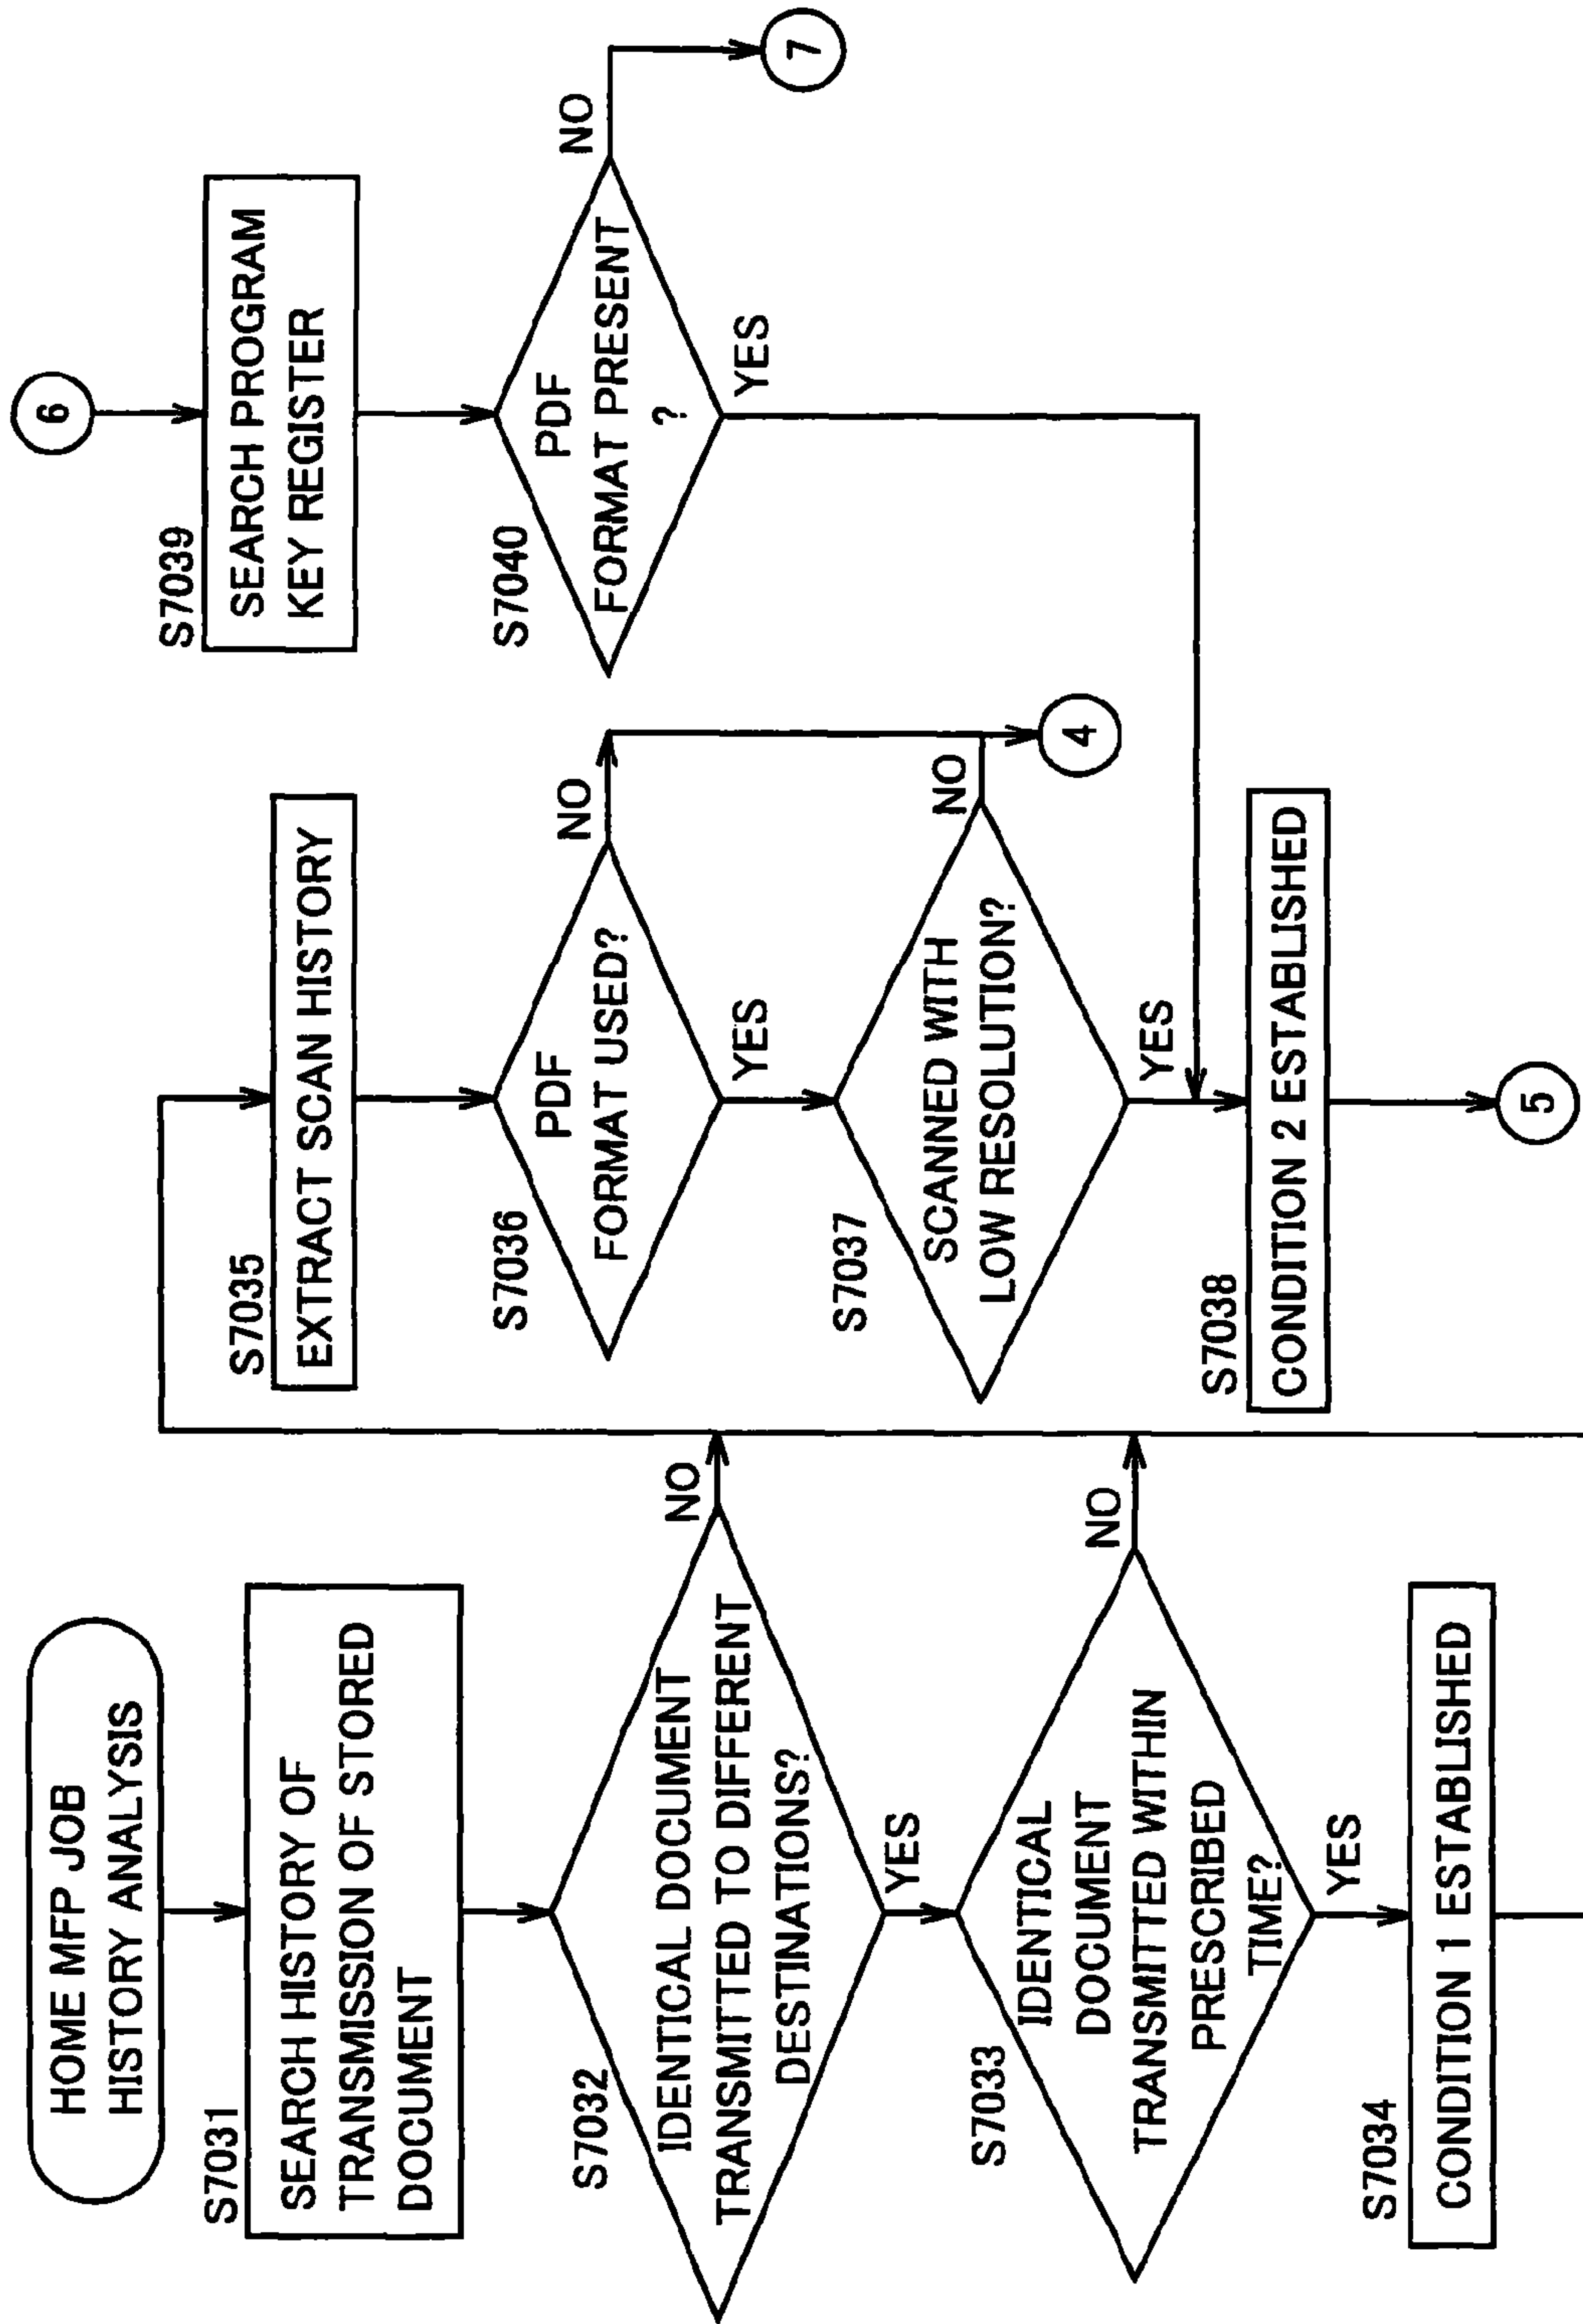 HOME MFP JOB
HISTORY ANALYSIS
S7031
SEARCH HISTORY OF
TRANSMISSION OF STORED
DOCUMENT
S7032
IDENTICAL DOCUMENT
TRANSMITTED TO DIFFERENT
DESTINATIONS?
NO
YES
S7033
IDENTICAL
DOCUMENT
TRANSMITTED WITHIN
PRESCRIBED
TIME?
NO
YES
S7034
CONDITION 1 ESTABLISHED
S7035
EXTRACT SCAN HISTORY
S7036
PDF
FORMAT USED?
NO
YES
S7037
SCANNED WITH
LOW RESOLUTION?
NO
4
YES
S7038
CONDITION 2 ESTABLISHED
5
6
S7039
SEARCH PROGRAM
KEY REGISTER
S7040
PDF
FORMAT PRESENT
?
NO
7
YES